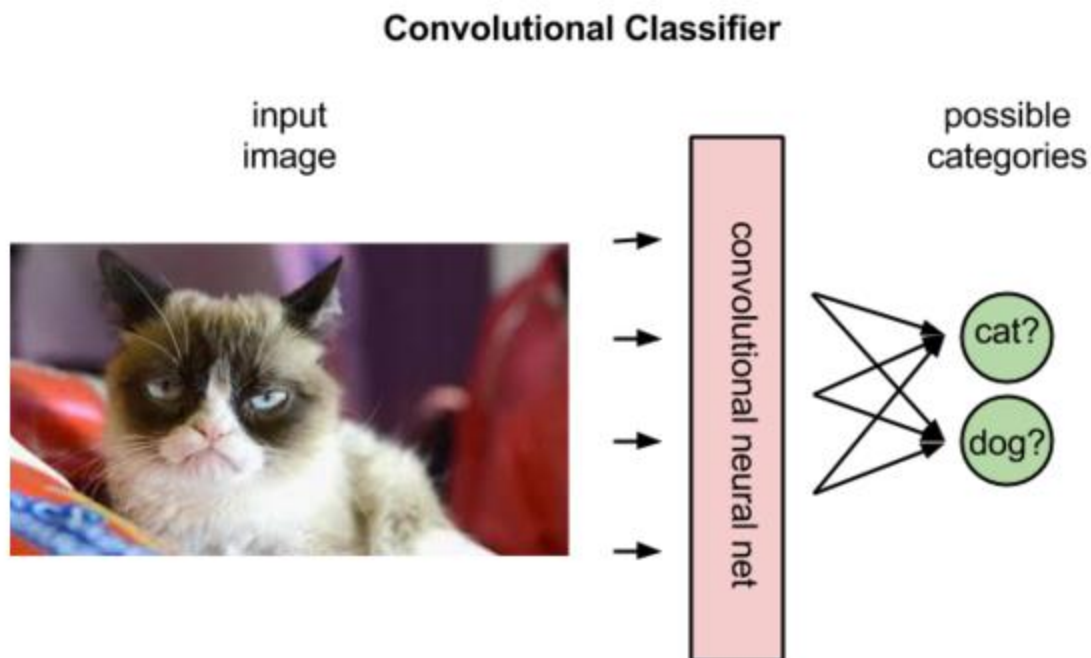 Convolutional Classifier
input
image
possible
categories
convolutional neural net
cat?
dog?